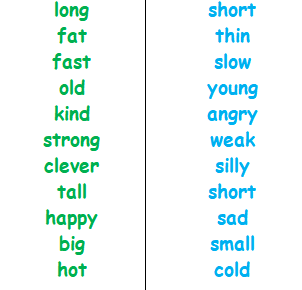 long short
fat thin
fast slow
old young
kind angry
strong weak
clever silly
tall short
happy sad
big small
hot cold